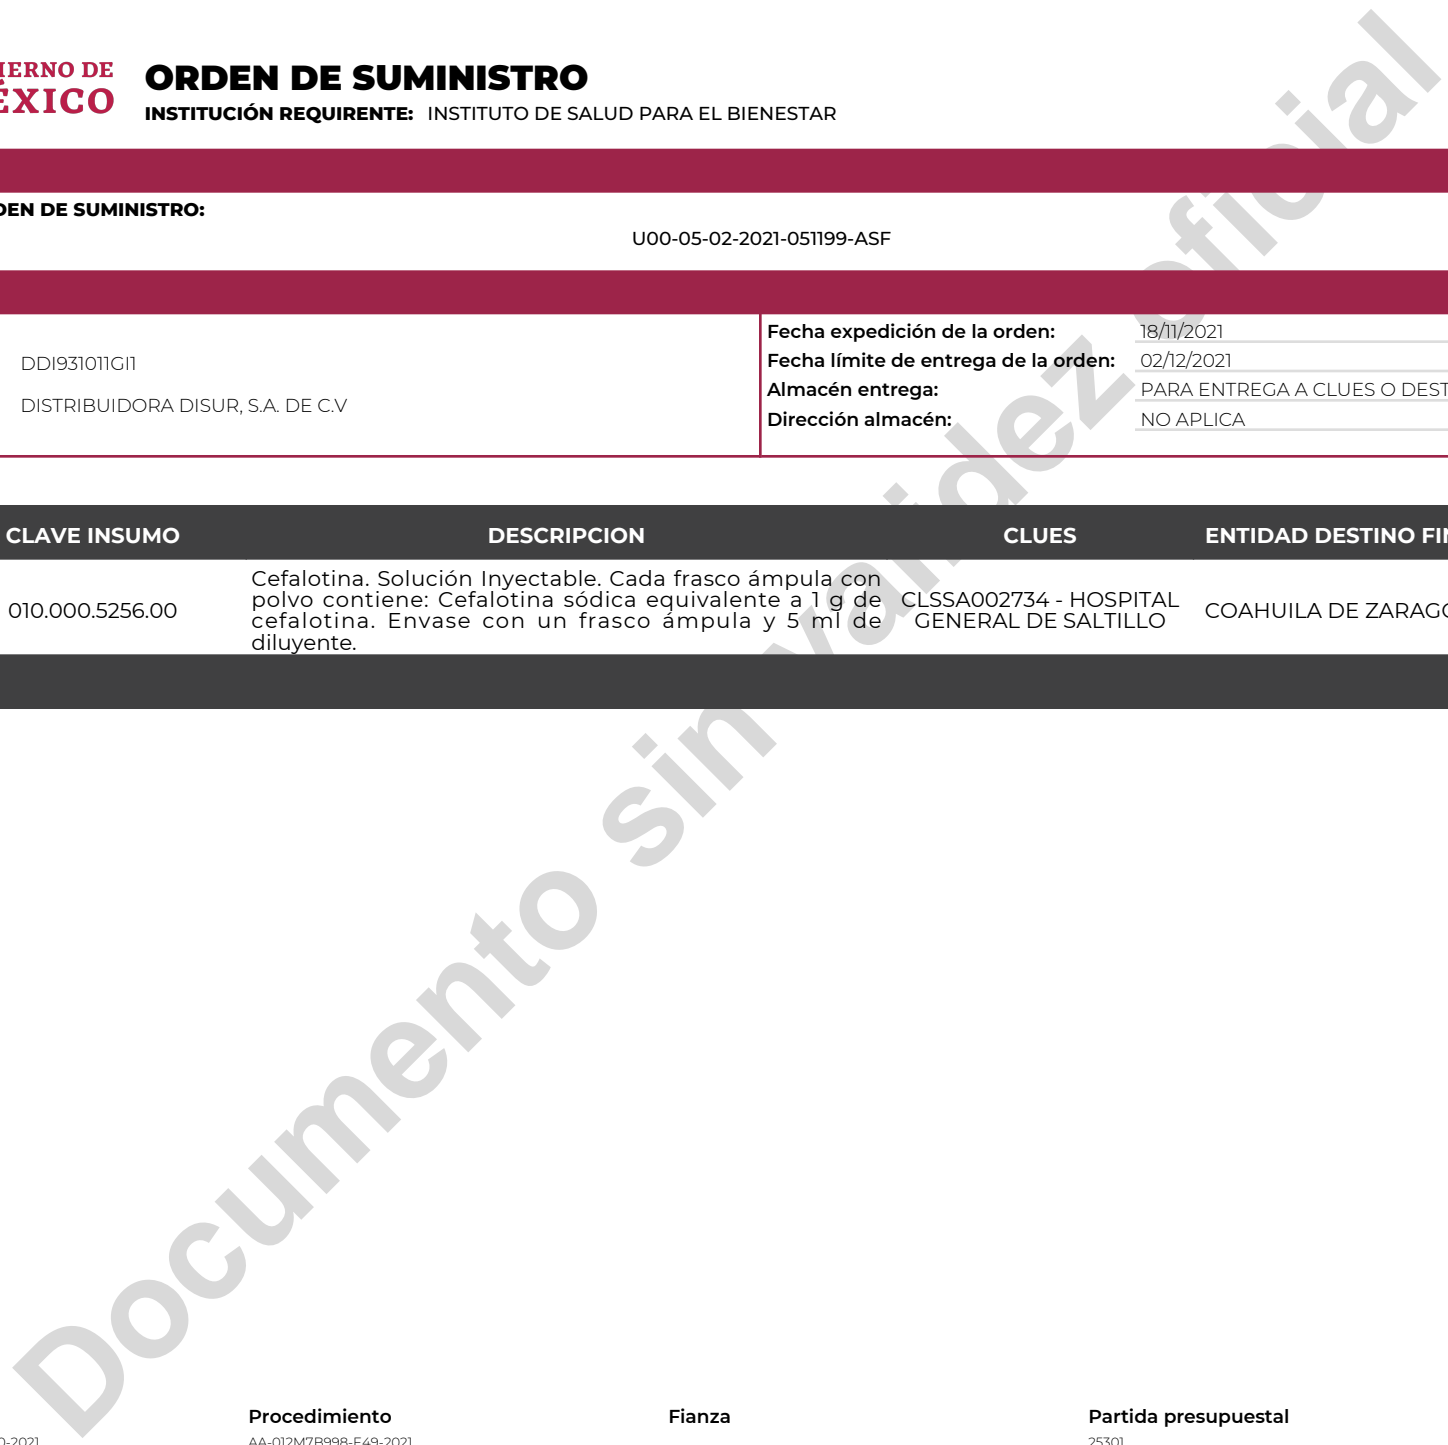 IERNO DE
ÉXICO
ORDEN DE SUMINISTRO
INSTITUCIÓN REQUIRENTE: INSTITUTO DE SALUD PARA EL BIENESTAR
DEN DE SUMINISTRO:
U00-05-02-2021-051199-ASF
DDI931011GI1
DISTRIBUIDORA DISUR, S.A. DE C.V
Fecha expedición de la orden: 18/11/2021
Fecha límite de entrega de la orden: 02/12/2021
Almacén entrega: PARA ENTREGA A CLUES O DEST
Dirección almacén: NO APLICA
CLAVE INSUMO DESCRIPCION CLUES ENTIDAD DESTINO FIN
010.000.5256.00
Cefalotina. Solución Inyectable. Cada frasco ámpula con
polvo contiene: Cefalotina sódica equivalente a 1 g de
cefalotina. Envase con un frasco ámpula y 5 ml de
diluyente.
CLSSA002734 - HOSPITAL
GENERAL DE SALTILLO
COAHUILA DE ZARAGO
Documento sin validez oficial
Procedimiento Fianza Partida presupuestal
0-2021 AA-012M7B998-E49-2021 25301